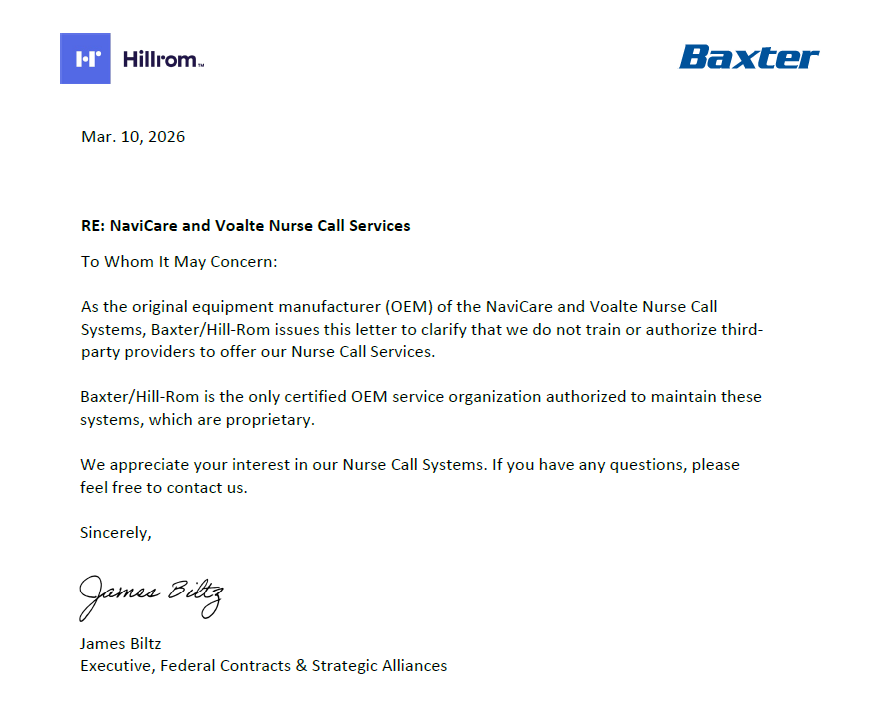 Hillrom™
Baxter
Mar. 10, 2026
RE: NaviCare and Voalte Nurse Call Services
To Whom It May Concern:
As the original equipment manufacturer (OEM) of the NaviCare and Voalte Nurse Call
Systems, Baxter/Hill-Rom issues this letter to clarify that we do not train or authorize third-
party providers to offer our Nurse Call Services.
Baxter/Hill-Rom is the only certified OEM service organization authorized to maintain these
systems, which are proprietary.
We appreciate your interest in our Nurse Call Systems. If you have any questions, please
feel free to contact us.
Sincerely,
James Biltz
James Biltz
Executive, Federal Contracts & Strategic Alliances